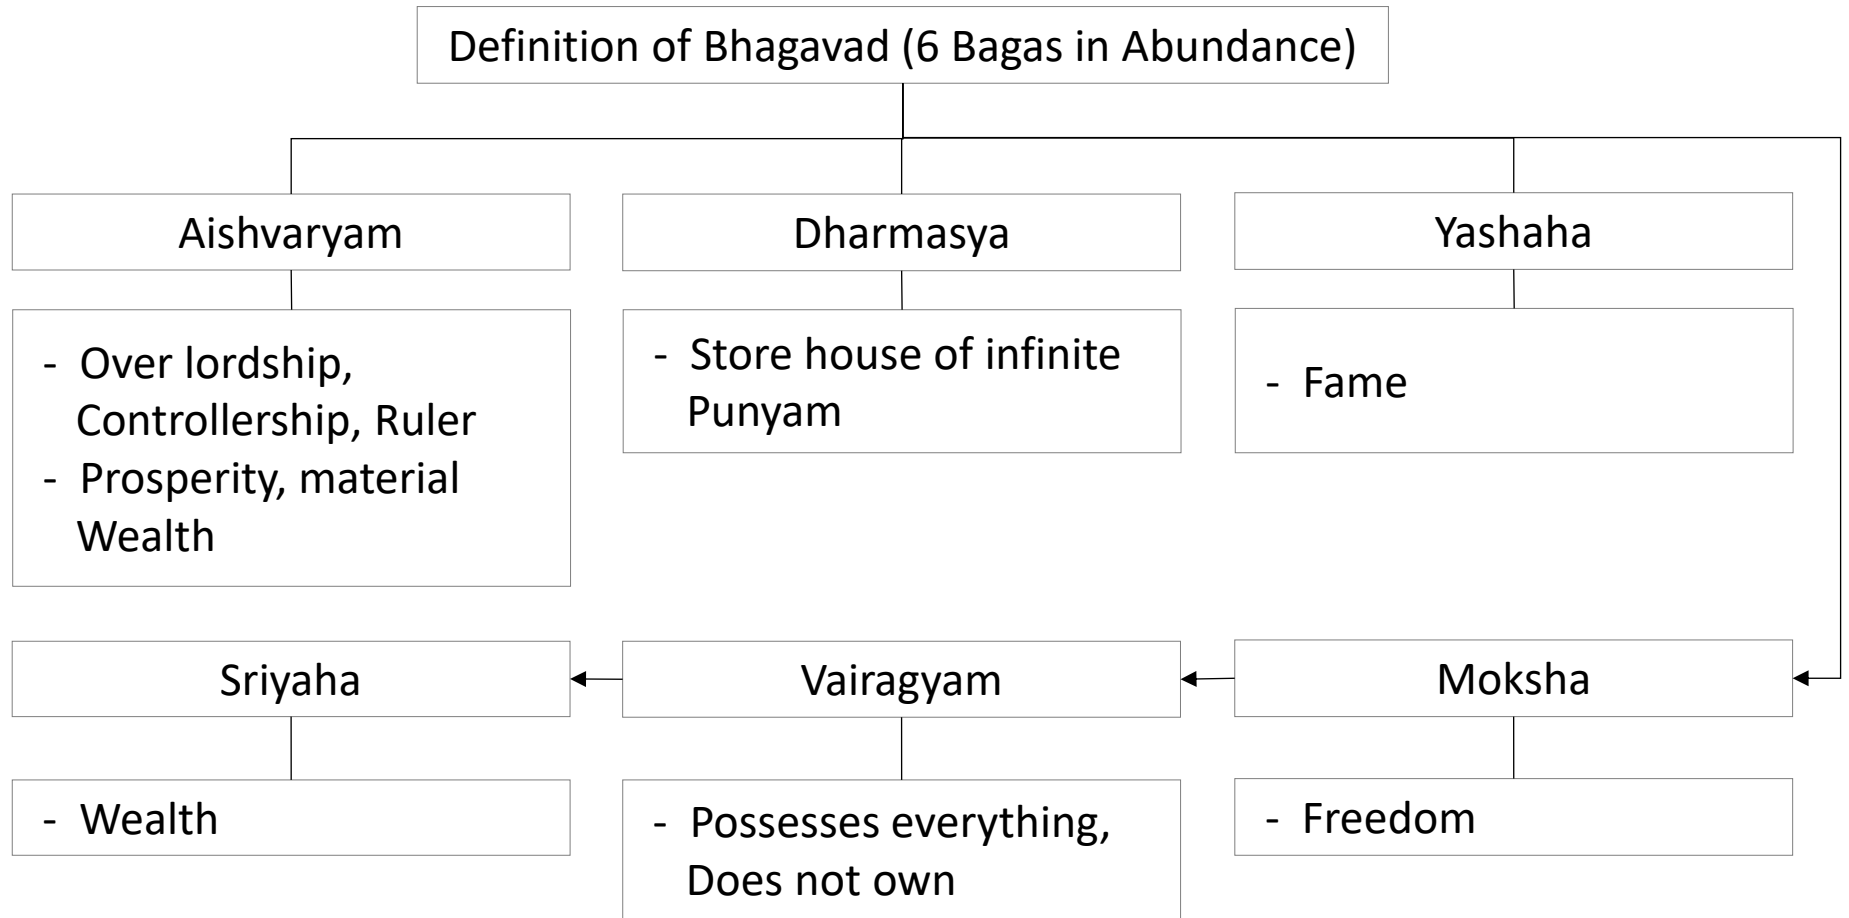 Definition of Bhagavad (6 Bagas in Abundance)
Aishvaryam
Dharmasya
Yashaha
- Over lordship,
Controllership, Ruler
- Prosperity, material
Wealth
- Store house of infinite
Punyam
- Fame
Sriyaha
Vairagyam
Moksha
- Wealth
- Possesses everything,
Does not own
- Freedom